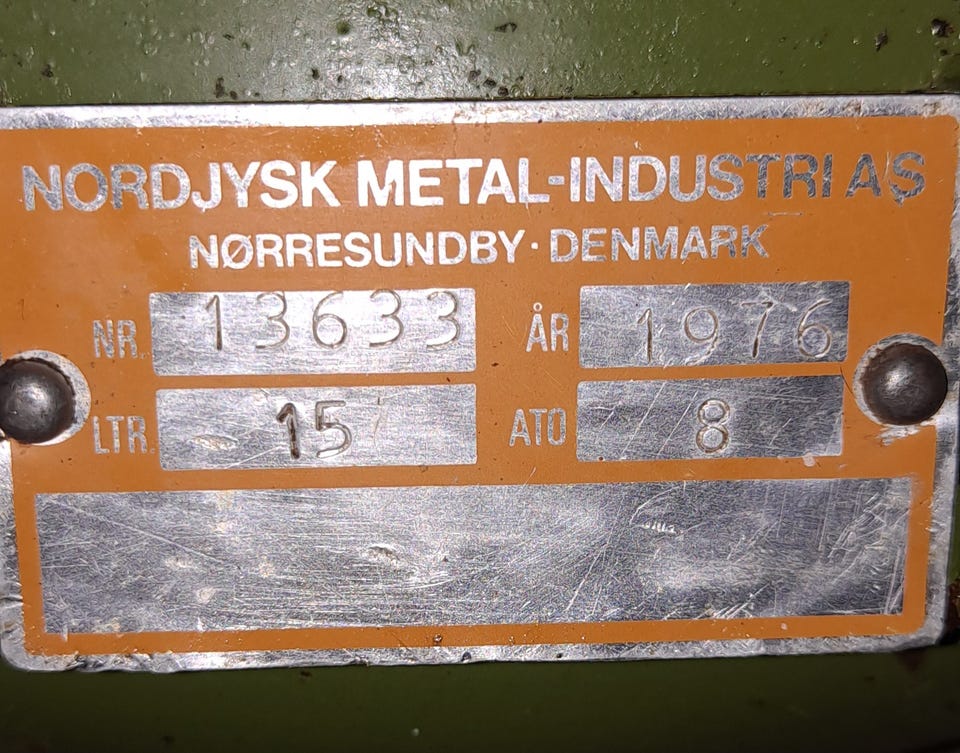 NORDJYSK METAL-INDUSTRI AS
NØRRESUNDBY · DENMARK
NR. 13633 ÅR 1976
LTR. 15 ATO 8